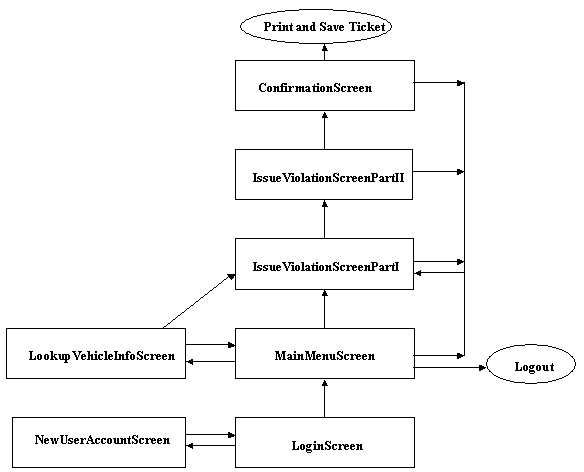 Print and Save Ticket
ConfirmationScreen
IssueViolationScreenPartII
IssueViolationScreenPartI
LookupVehicleInfoScreen
MainMenuScreen
Logout
NewUserAccountScreen
LoginScreen